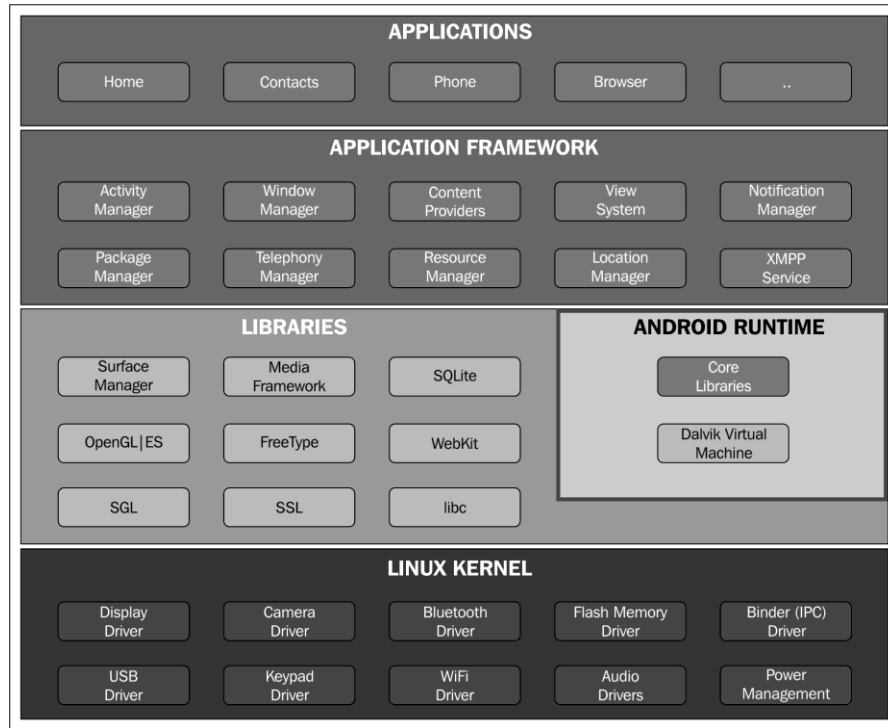 APPLICATIONS
Home
Contacts
Phone
Browser
..
APPLICATION FRAMEWORK
Activity
Manager
Window
Manager
Content
Providers
View
System
Notification
Manager
Package
Manager
Telephony
Manager
Resource
Manager
Location
Manager
XMPP
Service
LIBRARIES
Surface
Manager
Media
Framework
SQLite
OpenGL|ES
FreeType
WebKit
SGL
SSL
libc
ANDROID RUNTIME
Core
Libraries
Dalvik Virtual
Machine
LINUX KERNEL
Display
Driver
Camera
Driver
Bluetooth
Driver
Flash Memory
Driver
Binder (IPC)
Driver
USB
Driver
Keypad
Driver
WiFi
Driver
Audio
Drivers
Power
Management